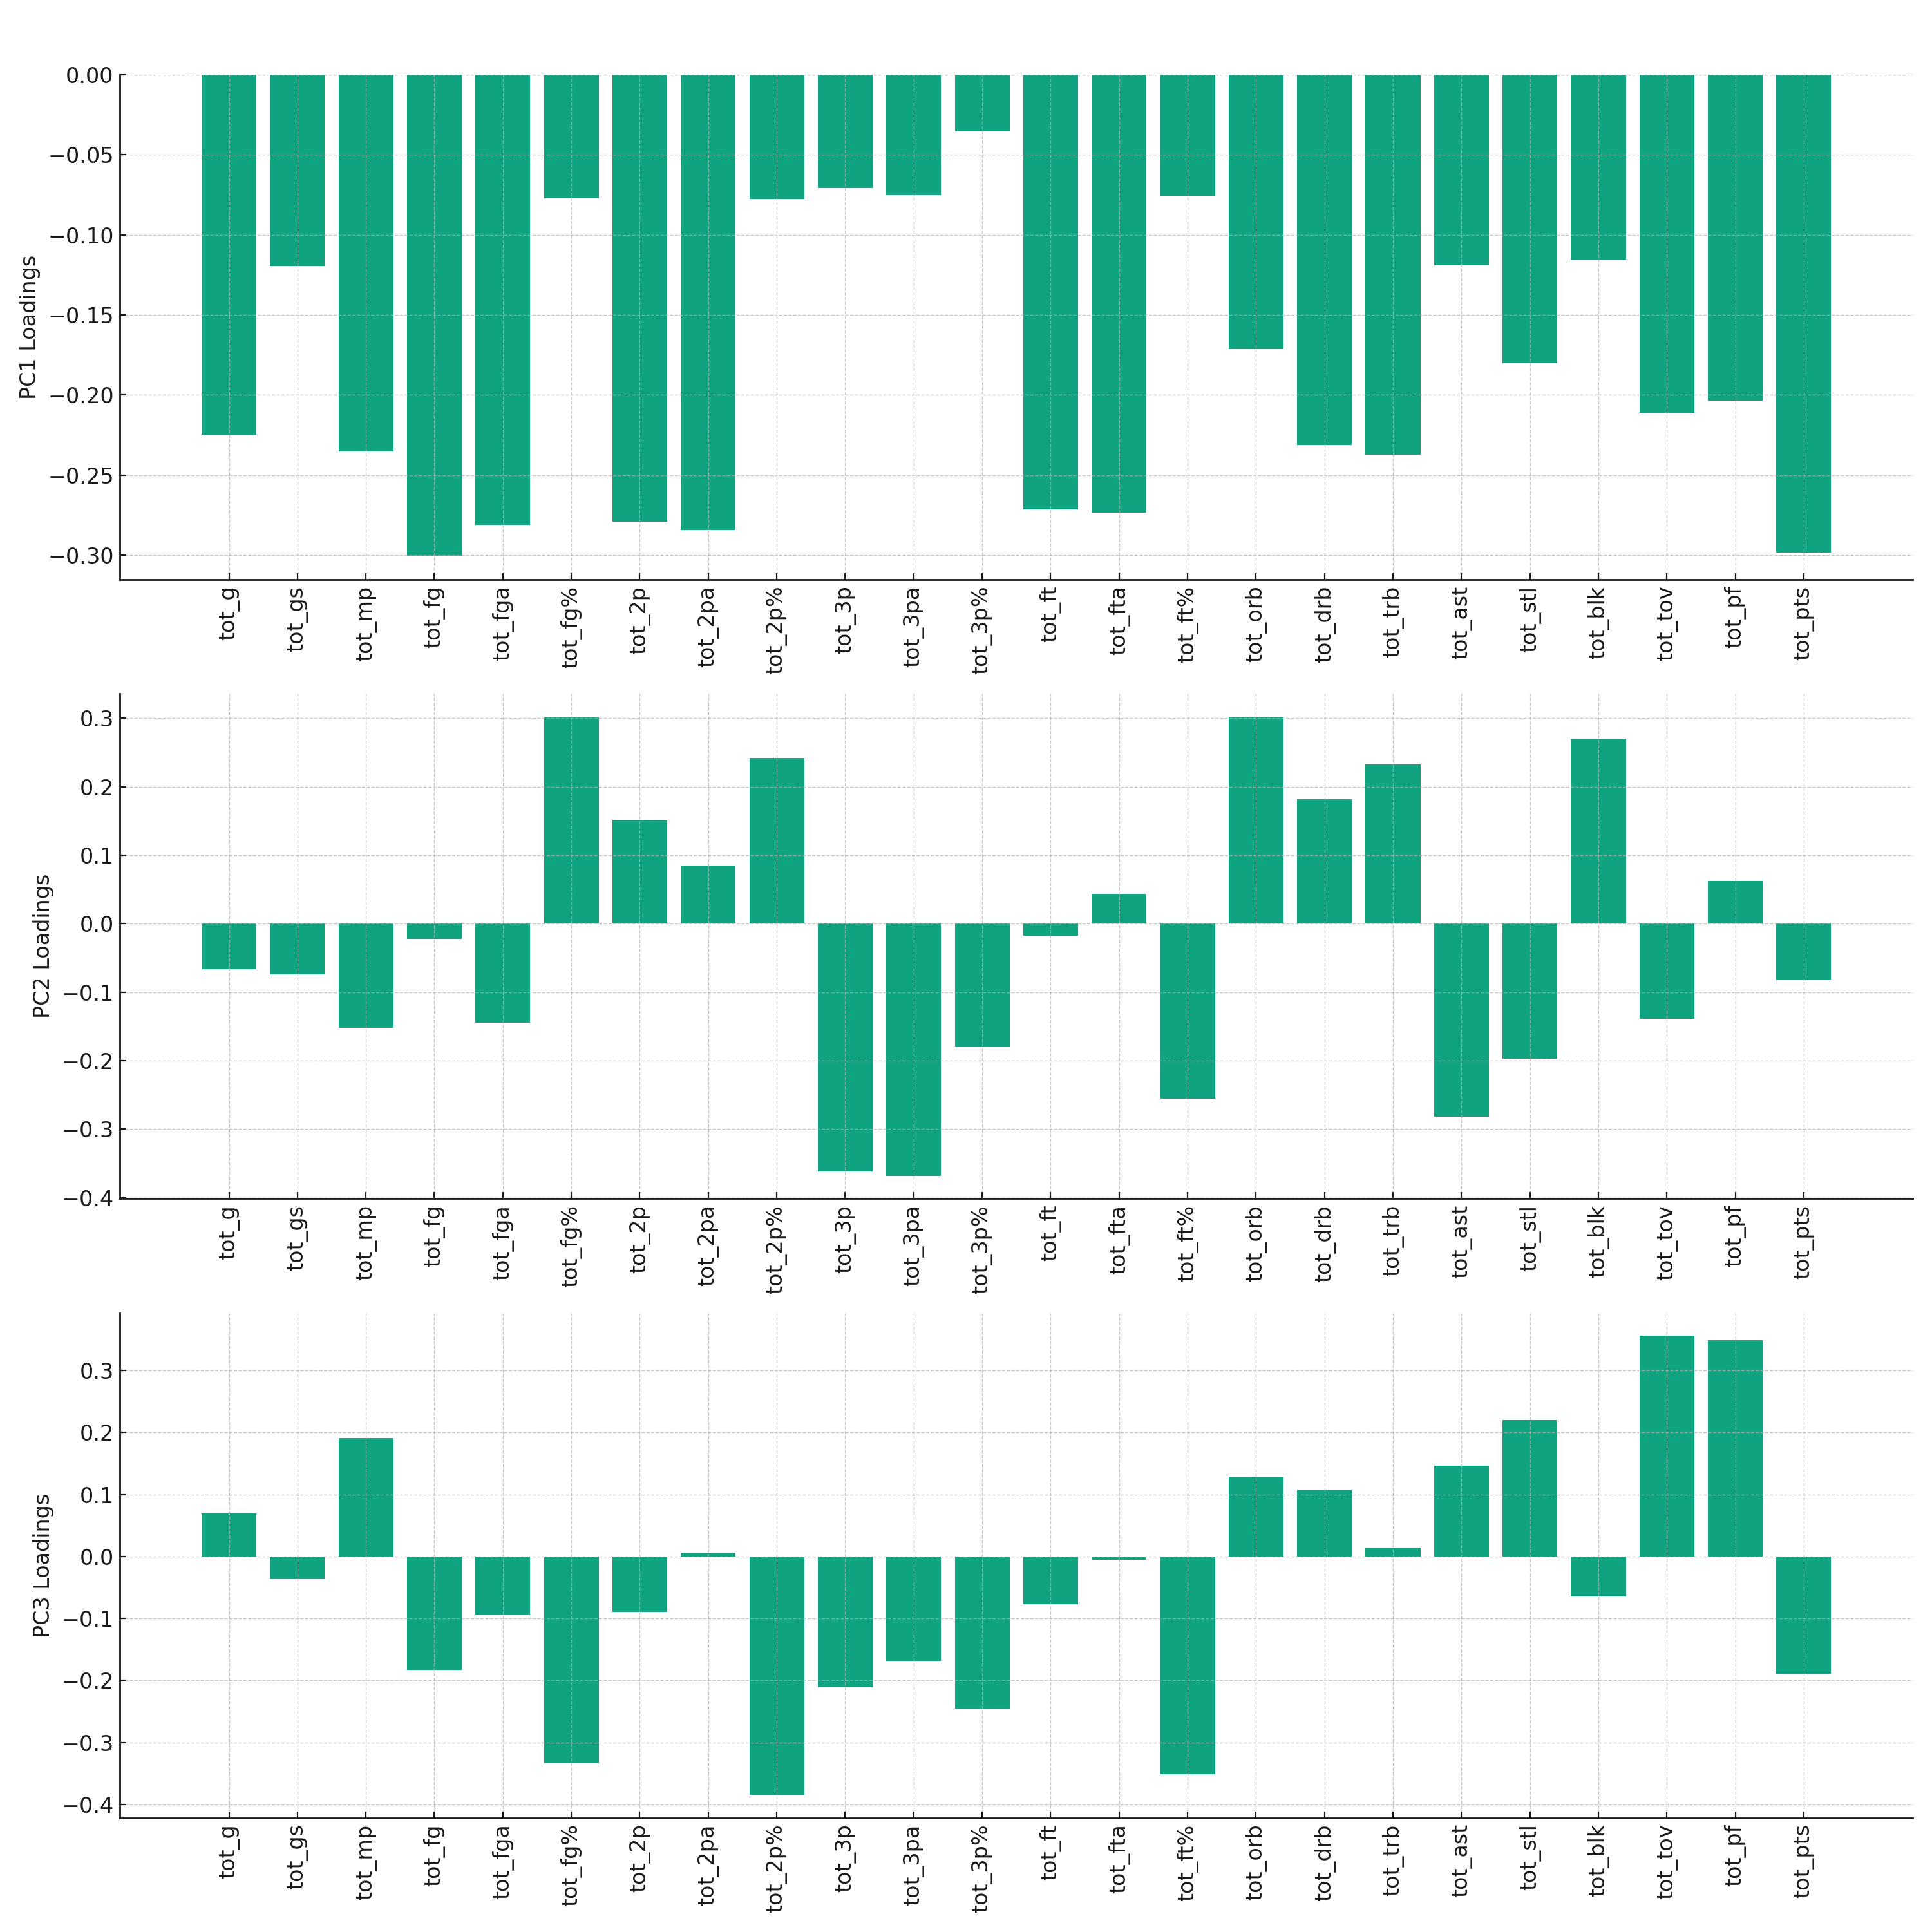 0.00
−0.05
−0.10
−0.15
−0.20
−0.25
−0.30
PC1 Loadings
tot_g
tot_gs
tot_mp
tot_fg
tot_fga
tot_fg%
tot_2p
tot_2pa
tot_2p%
tot_3p
tot_3pa
tot_3p%
tot_ft
tot_fta
tot_ft%
tot_orb
tot_drb
tot_trb
tot_ast
tot_stl
tot_blk
tot_tov
tot_pf
tot_pts
0.3
0.2
0.1
0.0
−0.1
−0.2
−0.3
−0.4
PC2 Loadings
tot_g
tot_gs
tot_mp
tot_fg
tot_fga
tot_fg%
tot_2p
tot_2pa
tot_2p%
tot_3p
tot_3pa
tot_3p%
tot_ft
tot_fta
tot_ft%
tot_orb
tot_drb
tot_trb
tot_ast
tot_stl
tot_blk
tot_tov
tot_pf
tot_pts
0.3
0.2
0.1
0.0
−0.1
−0.2
−0.3
−0.4
PC3 Loadings
tot_g
tot_gs
tot_mp
tot_fg
tot_fga
tot_fg%
tot_2p
tot_2pa
tot_2p%
tot_3p
tot_3pa
tot_3p%
tot_ft
tot_fta
tot_ft%
tot_orb
tot_drb
tot_trb
tot_ast
tot_stl
tot_blk
tot_tov
tot_pf
tot_pts